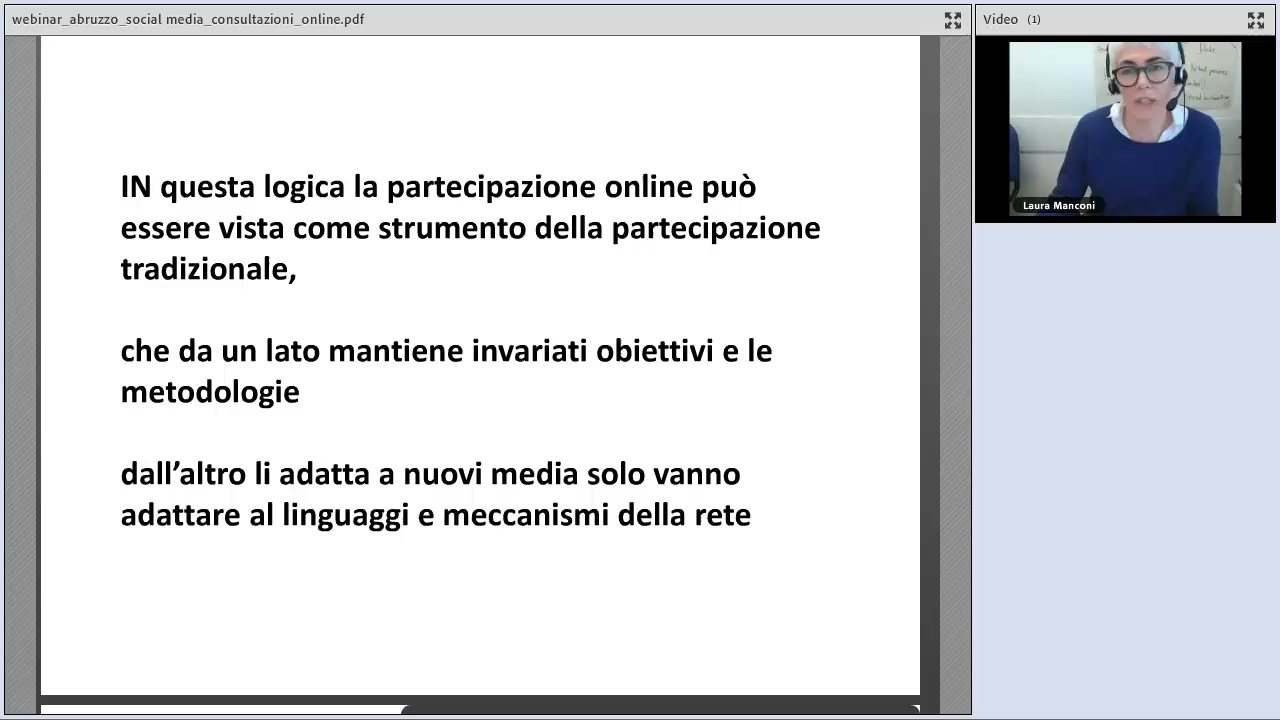 webinar_abruzzo_social media_consultazioni_online.pdf
IN questa logica la partecipazione online può
essere vista come strumento della partecipazione
tradizionale,
che da un lato mantiene invariati obiettivi e le
metodologie
dall’altro li adatta a nuovi media solo vanno
adattare al linguaggi e meccanismi della rete
Video (1)
Laura Manconi